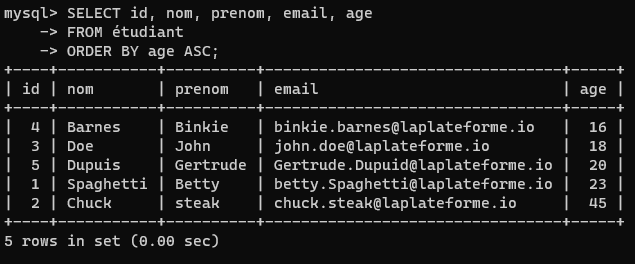 mysql> SELECT id, nom, prenom, email, age
    -> FROM étudiant
    -> ORDER BY age ASC;
+----+-----------+----------+--------------------------------+-----+
| id | nom       | prenom   | email                          | age |
+----+-----------+----------+--------------------------------+-----+
|  4 | Barnes    | Binkie   | binkie.barnes@laplateforme.io  |  16 |
|  3 | Doe       | John     | john.doe@laplateforme.io       |  18 |
|  5 | Dupuis    | Gertrude | Gertrude.Dupuid@laplateforme.io |  20 |
|  1 | Spaghetti | Betty    | betty.Spaghetti@laplateforme.io |  23 |
|  2 | Chuck     | steak    | chuck.steak@laplateforme.io    |  45 |
+----+-----------+----------+--------------------------------+-----+
5 rows in set (0.00 sec)